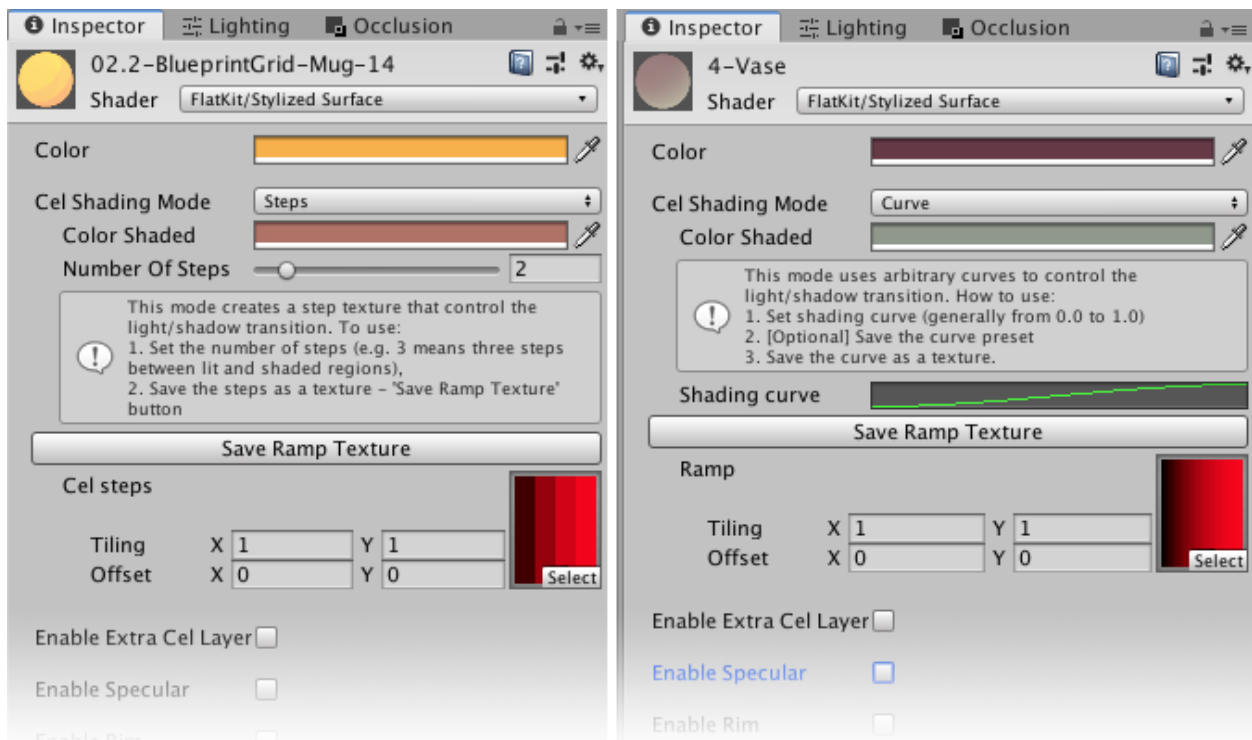 Inspector
Lighting
Occlusion
02.2-BlueprintGrid-Mug-14
Shader
FlatKit/Stylized Surface
Color
Cel Shading Mode
Steps
Color Shaded
Number Of Steps
2
This mode creates a step texture that control the
light/shadow transition. To use:
1. Set the number of steps (e.g. 3 means three steps
between lit and shaded regions),
2. Save the steps as a texture – 'Save Ramp Texture'
button
Save Ramp Texture
Cel steps
Tiling X 1 Y 1
Offset X 0 Y 0
Select
Enable Extra Cel Layer
Enable Specular
Enable Rim
Inspector
Lighting
Occlusion
4-Vase
Shader
FlatKit/Stylized Surface
Color
Cel Shading Mode
Curve
Color Shaded
This mode uses arbitrary curves to control the
light/shadow transition. How to use:
1. Set shading curve (generally from 0.0 to 1.0)
2. [Optional] Save the curve preset
3. Save the curve as a texture.
Shading curve
Save Ramp Texture
Ramp
Tiling X 1 Y 1
Offset X 0 Y 0
Select
Enable Extra Cel Layer
Enable Specular
Enable Rim